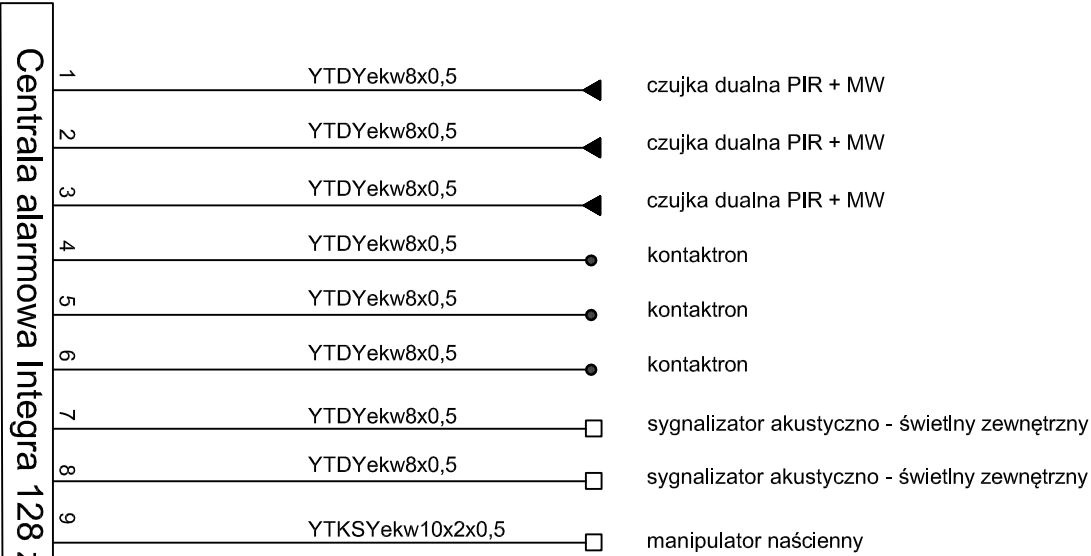 Centrala alarmowa Integra 128
1 YTDYekw8x0,5 czujka dualna PIR + MW
2 YTDYekw8x0,5 czujka dualna PIR + MW
3 YTDYekw8x0,5 czujka dualna PIR + MW
4 YTDYekw8x0,5 kontaktron
5 YTDYekw8x0,5 kontaktron
6 YTDYekw8x0,5 kontaktron
7 YTDYekw8x0,5 sygnalizator akustyczno - świetlny zewnętrzny
8 YTDYekw8x0,5 sygnalizator akustyczno - świetlny zewnętrzny
9 YTKSYekw10x2x0,5 manipulator naścienny